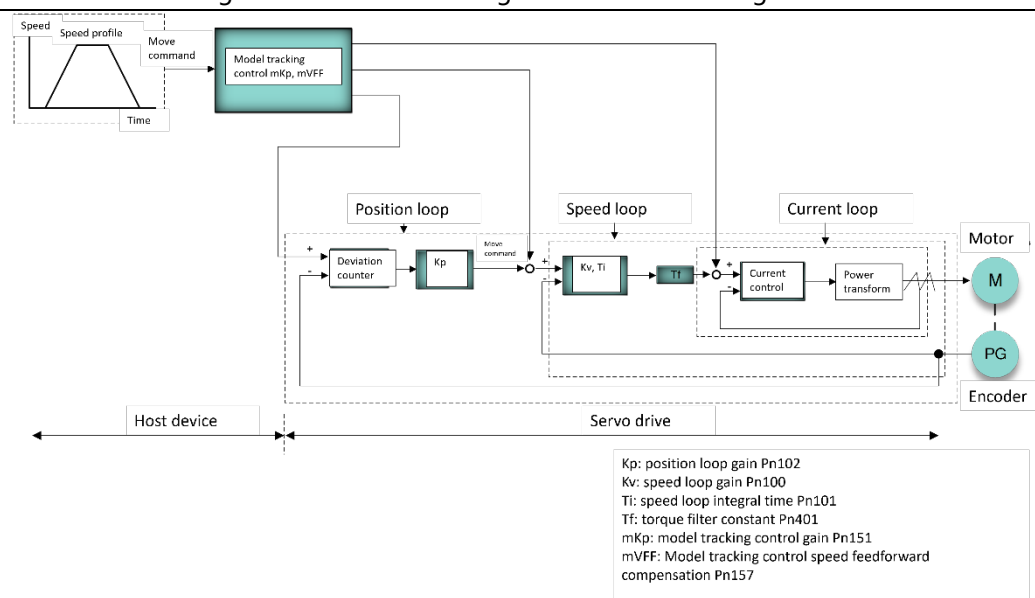 Speed
Speed profile
Move
command
Time
Model tracking
control mKp, mVFF
Position loop
Speed loop
Current loop
Motor
+
-
Deviation
counter
Kp
Move
command
+
-
Kv, Ti
Tf
+
-
Current
control
Power
transform
M
PG
Encoder
Host device
Servo drive
Kp: position loop gain Pn102
Kv: speed loop gain Pn100
Ti: speed loop integral time Pn101
Tf: torque filter constant Pn401
mKp: model tracking control gain Pn151
mVFF: Model tracking control speed feedforward
compensation Pn157